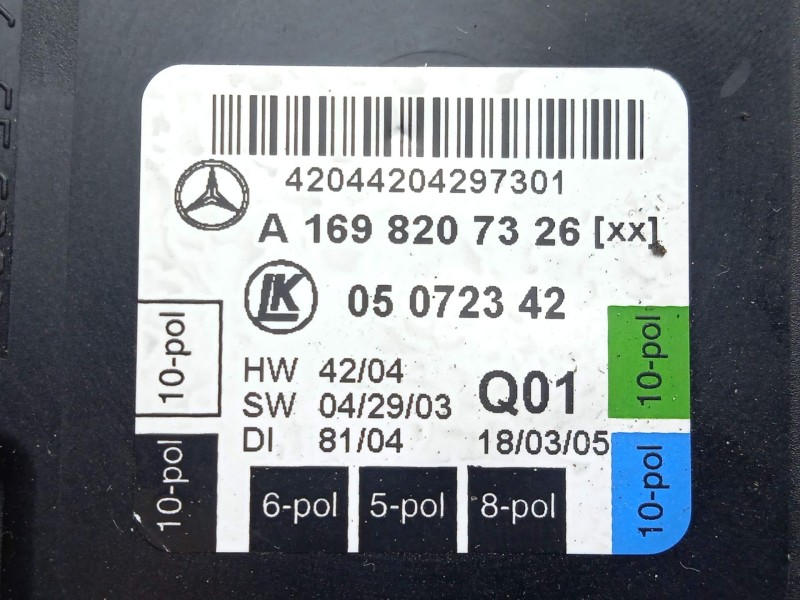 42044204297301
A 169 820 73 26 [xx]
LK 05 0723 42
HW 42/04
SW 04/29/03
DI 81/04
Q01
18/03/05
10-pol
10-pol
6-pol 5-pol 8-pol
10-pol
10-pol